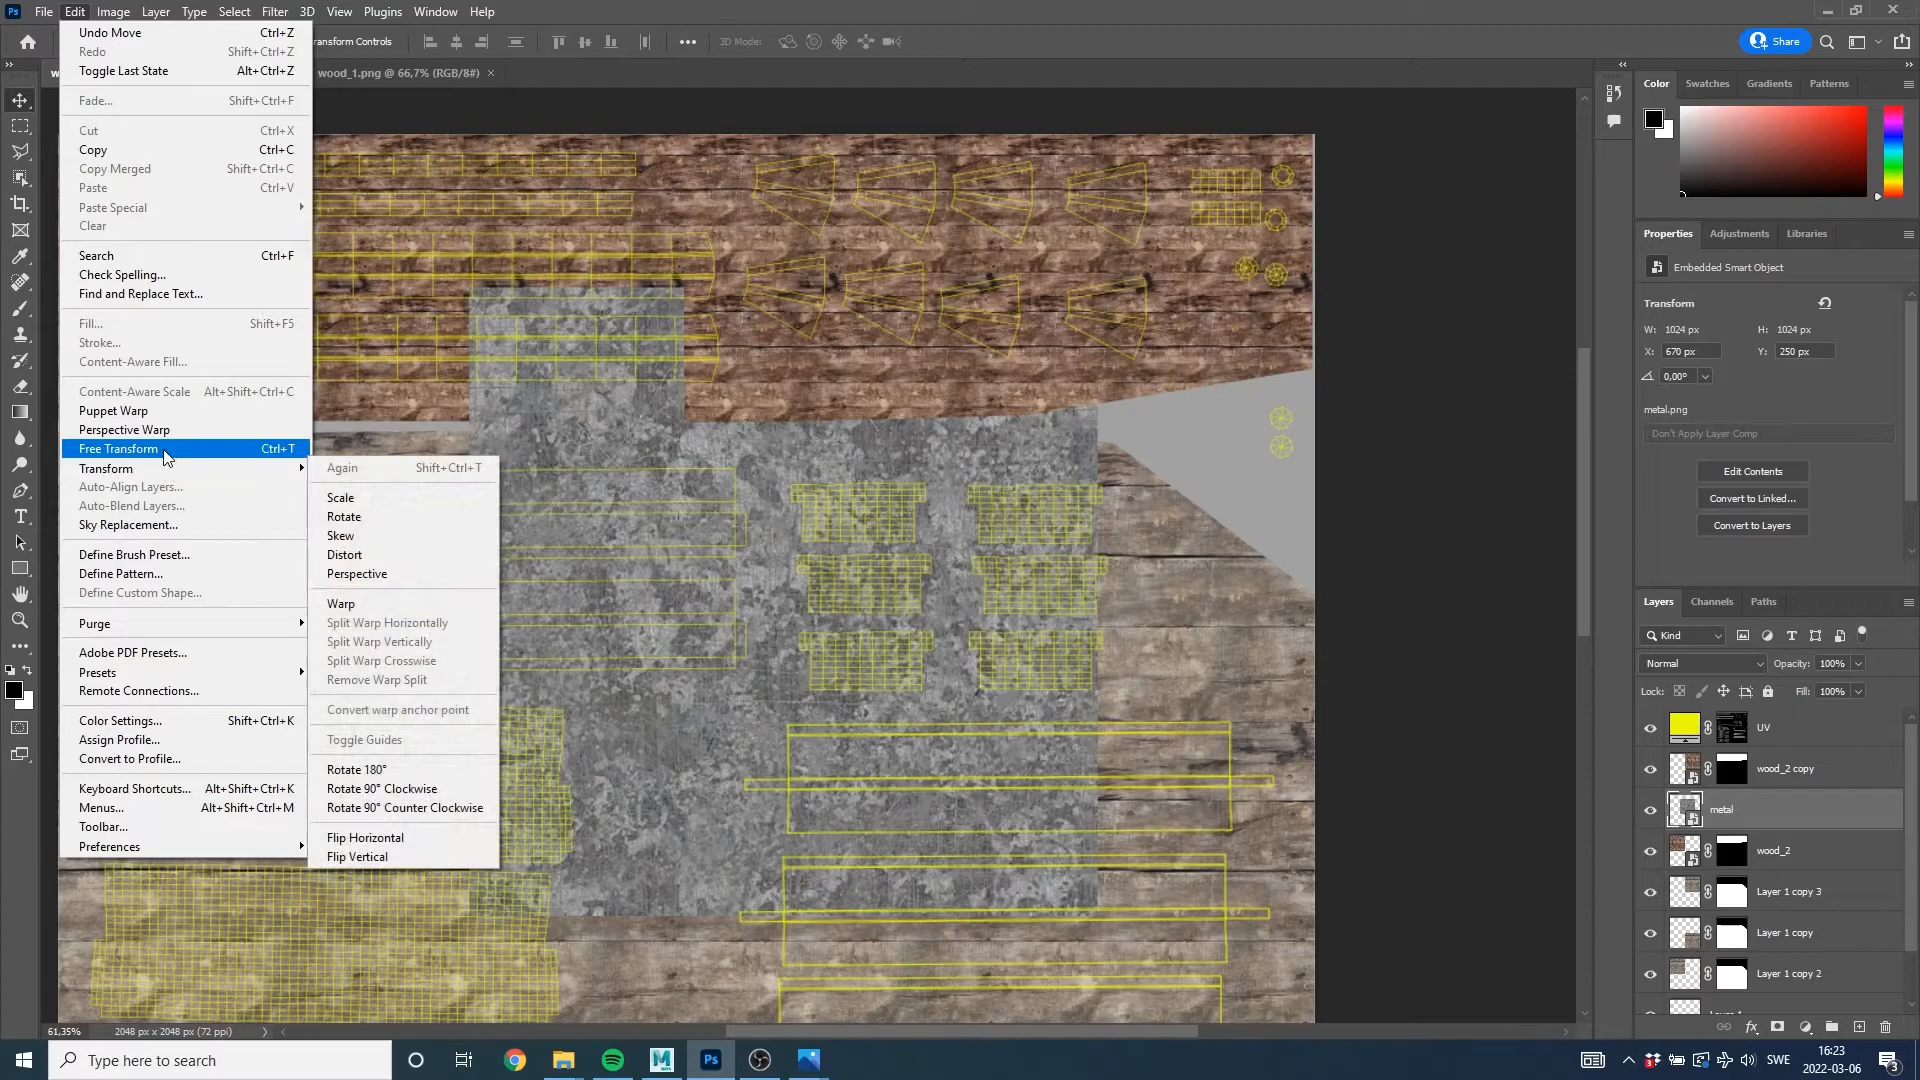 Ps File Edit Image Layer Type Select Filter 3D View Plugins Window Help
ransform Controls
3D Mode:
Share
wood_1.png @ 66,7% (RGB/8#) ×
Undo Move Ctrl+Z
Redo Shift+Ctrl+Z
Toggle Last State Alt+Ctrl+Z
Fade... Shift+Ctrl+F
Cut Ctrl+X
Copy Ctrl+C
Copy Merged Shift+Ctrl+C
Paste Ctrl+V
Paste Special
Clear
Search Ctrl+F
Check Spelling...
Find and Replace Text...
Fill... Shift+F5
Stroke...
Content-Aware Fill...
Content-Aware Scale Alt+Shift+Ctrl+C
Puppet Warp
Perspective Warp
Free Transform Ctrl+T
Transform
Auto-Align Layers...
Auto-Blend Layers...
Sky Replacement...
Define Brush Preset...
Define Pattern...
Define Custom Shape...
Purge
Adobe PDF Presets...
Presets
Remote Connections...
Color Settings... Shift+Ctrl+K
Assign Profile...
Convert to Profile...
Keyboard Shortcuts... Alt+Shift+Ctrl+K
Menus... Alt+Shift+Ctrl+M
Toolbar...
Preferences
Again Shift+Ctrl+T
Scale
Rotate
Skew
Distort
Perspective
Warp
Split Warp Horizontally
Split Warp Vertically
Split Warp Crosswise
Remove Warp Split
Convert warp anchor point
Toggle Guides
Rotate 180°
Rotate 90° Clockwise
Rotate 90° Counter Clockwise
Flip Horizontal
Flip Vertical
Color Swatches Gradients Patterns
Properties Adjustments Libraries
Embedded Smart Object
Transform
W: 1024 px H: 1024 px
X: 670 px Y: 250 px
0,00°
metal.png
Don't Apply Layer Comp
Edit Contents
Convert to Linked...
Convert to Layers
Layers Channels Paths
Kind
Normal Opacity: 100%
Lock: Fill: 100%
UV
wood_2 copy
metal
wood_2
Layer 1 copy 3
Layer 1 copy
Layer 1 copy 2
61,35% 2048 px x 2048 px (72 ppi)
Type here to search
M
Ps
SWE
16:23
2022-03-06
3